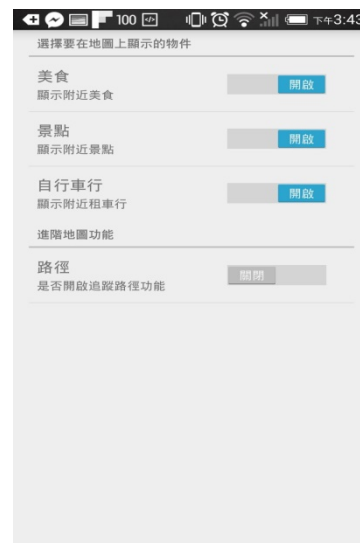 100 下午3:43
選擇要在地圖上顯示的物件
美食
顯示附近美食
開啟
景點
顯示附近景點
開啟
自行車行
顯示附近租車行
開啟
進階地圖功能
路徑
是否開啟追蹤路徑功能
關閉